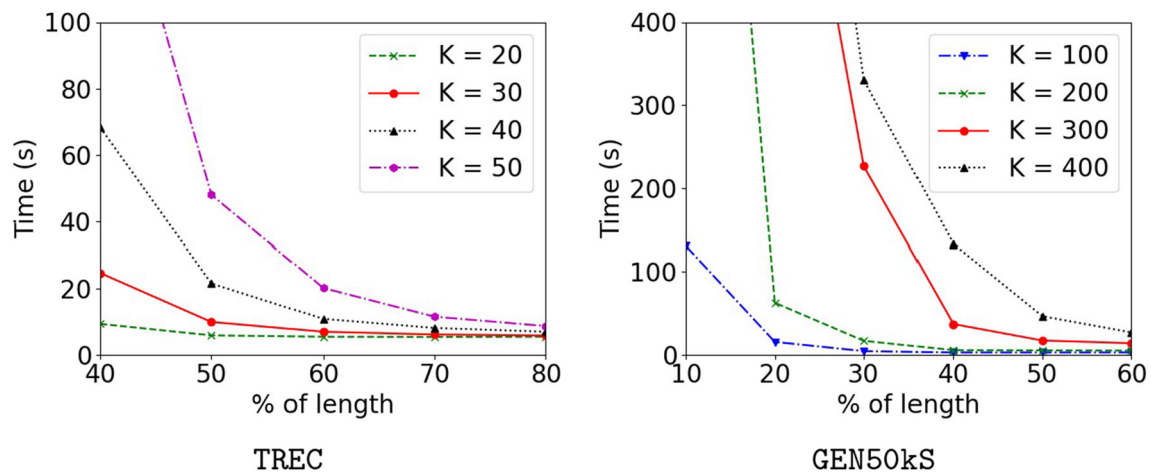 100
80
60
40
20
0
Time (s)
K = 20
K = 30
K = 40
K = 50
40 50 60 70 80
% of length
TREC
400
300
200
100
0
Time (s)
K = 100
K = 200
K = 300
K = 400
10 20 30 40 50 60
% of length
GEN50kS